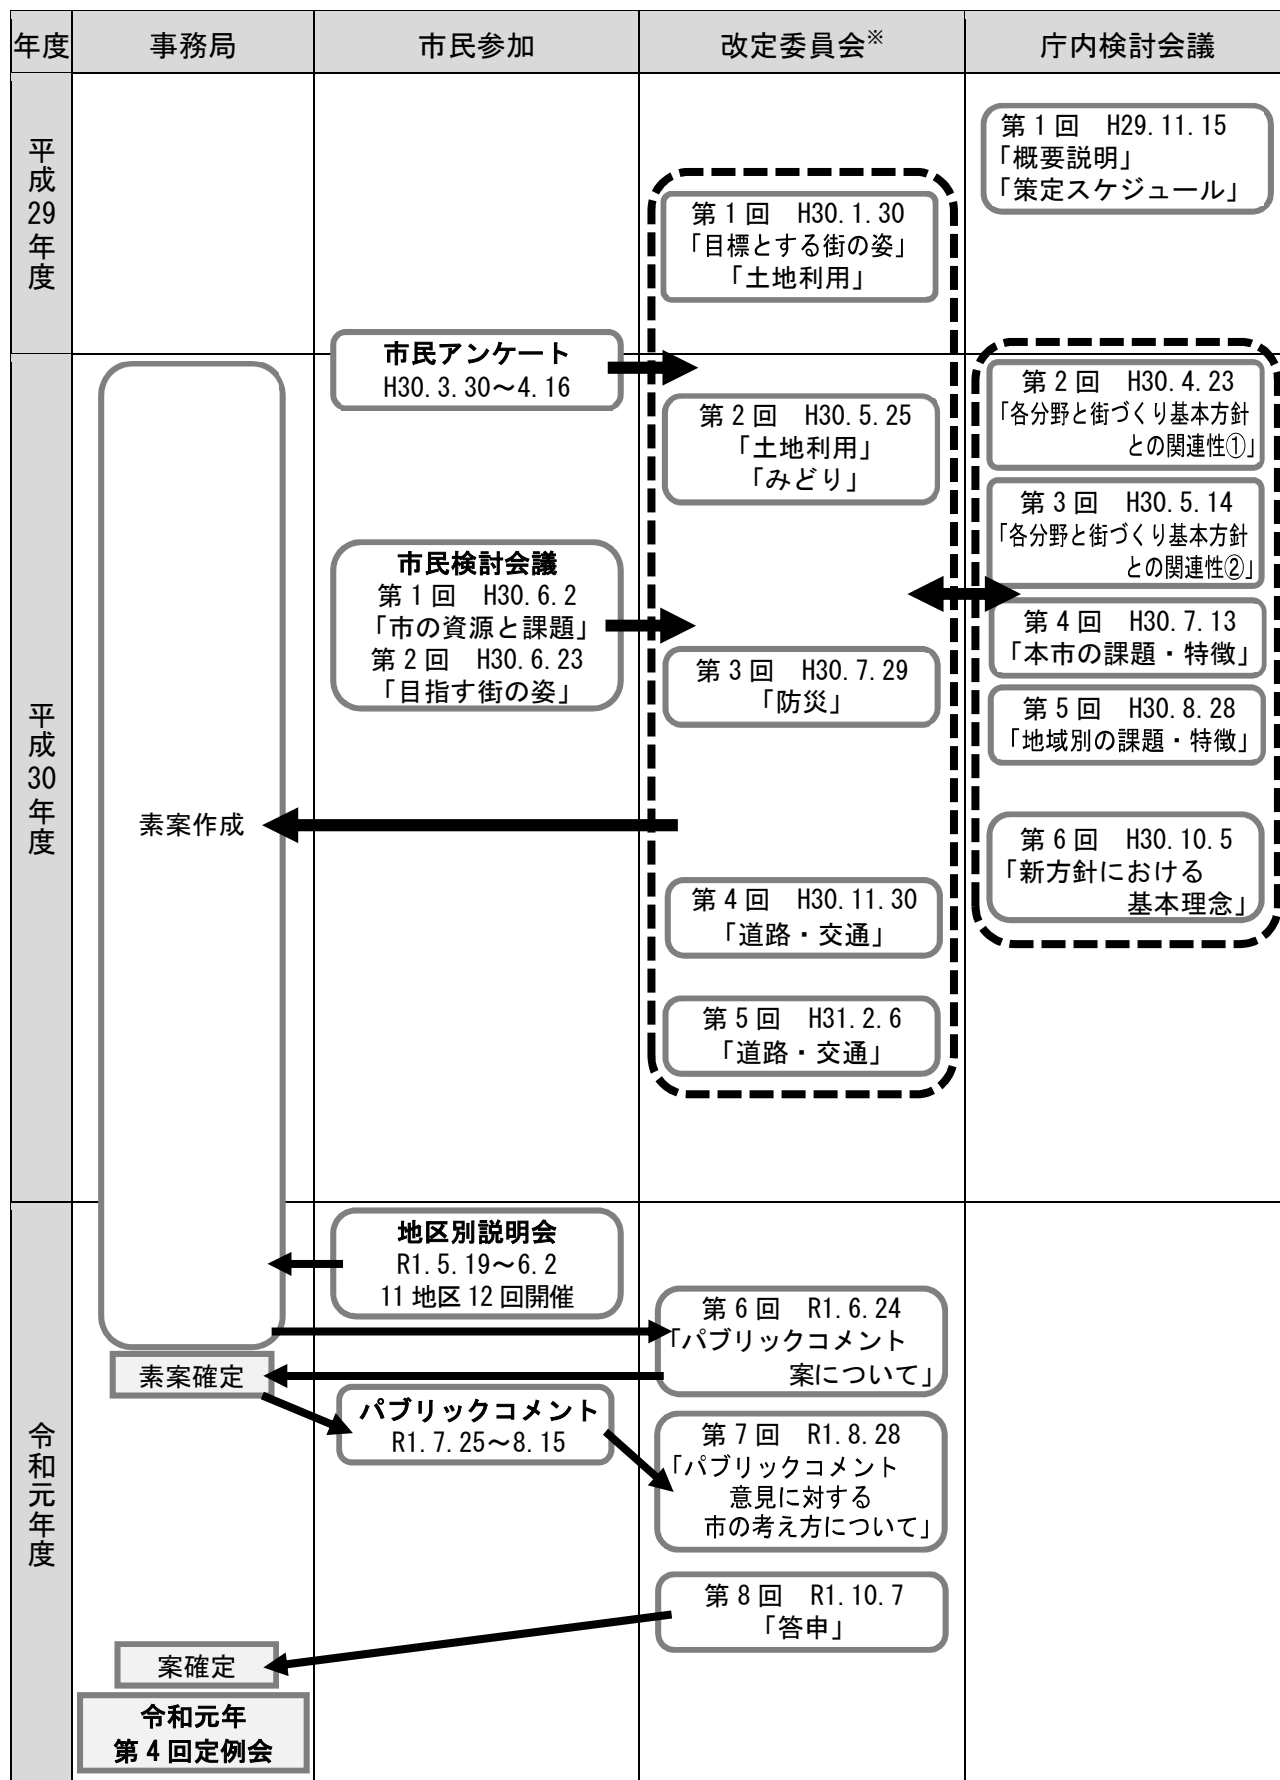 年度
事務局
市民参加
改定委員会※
庁内検討会議
平成29年度
第1回 H29.11.15
「概要説明」
「策定スケジュール」
第1回 H30.1.30
「目標とする街の姿」
「土地利用」
平成30年度
市民アンケート
H30.3.30～4.16
第2回 H30.4.23
「各分野と街づくり基本方針
との関連性①」
第2回 H30.5.25
「土地利用」
「みどり」
第3回 H30.5.14
「各分野と街づくり基本方針
との関連性②」
市民検討会議
第1回 H30.6.2
「市の資源と課題」
第2回 H30.6.23
「目指す街の姿」
第4回 H30.7.13
「本市の課題・特徴」
第3回 H30.7.29
「防災」
第5回 H30.8.28
「地域別の課題・特徴」
素案作成
第6回 H30.10.5
「新方針における
基本理念」
第4回 H30.11.30
「道路・交通」
第5回 H31.2.6
「道路・交通」
令和元年度
地区別説明会
R1.5.19～6.2
11地区12回開催
第6回 R1.6.24
「パブリックコメント
案について」
素案確定
パブリックコメント
R1.7.25～8.15
第7回 R1.8.28
「パブリックコメント
意見に対する
市の考え方について」
第8回 R1.10.7
「答申」
案確定
令和元年
第4回定例会